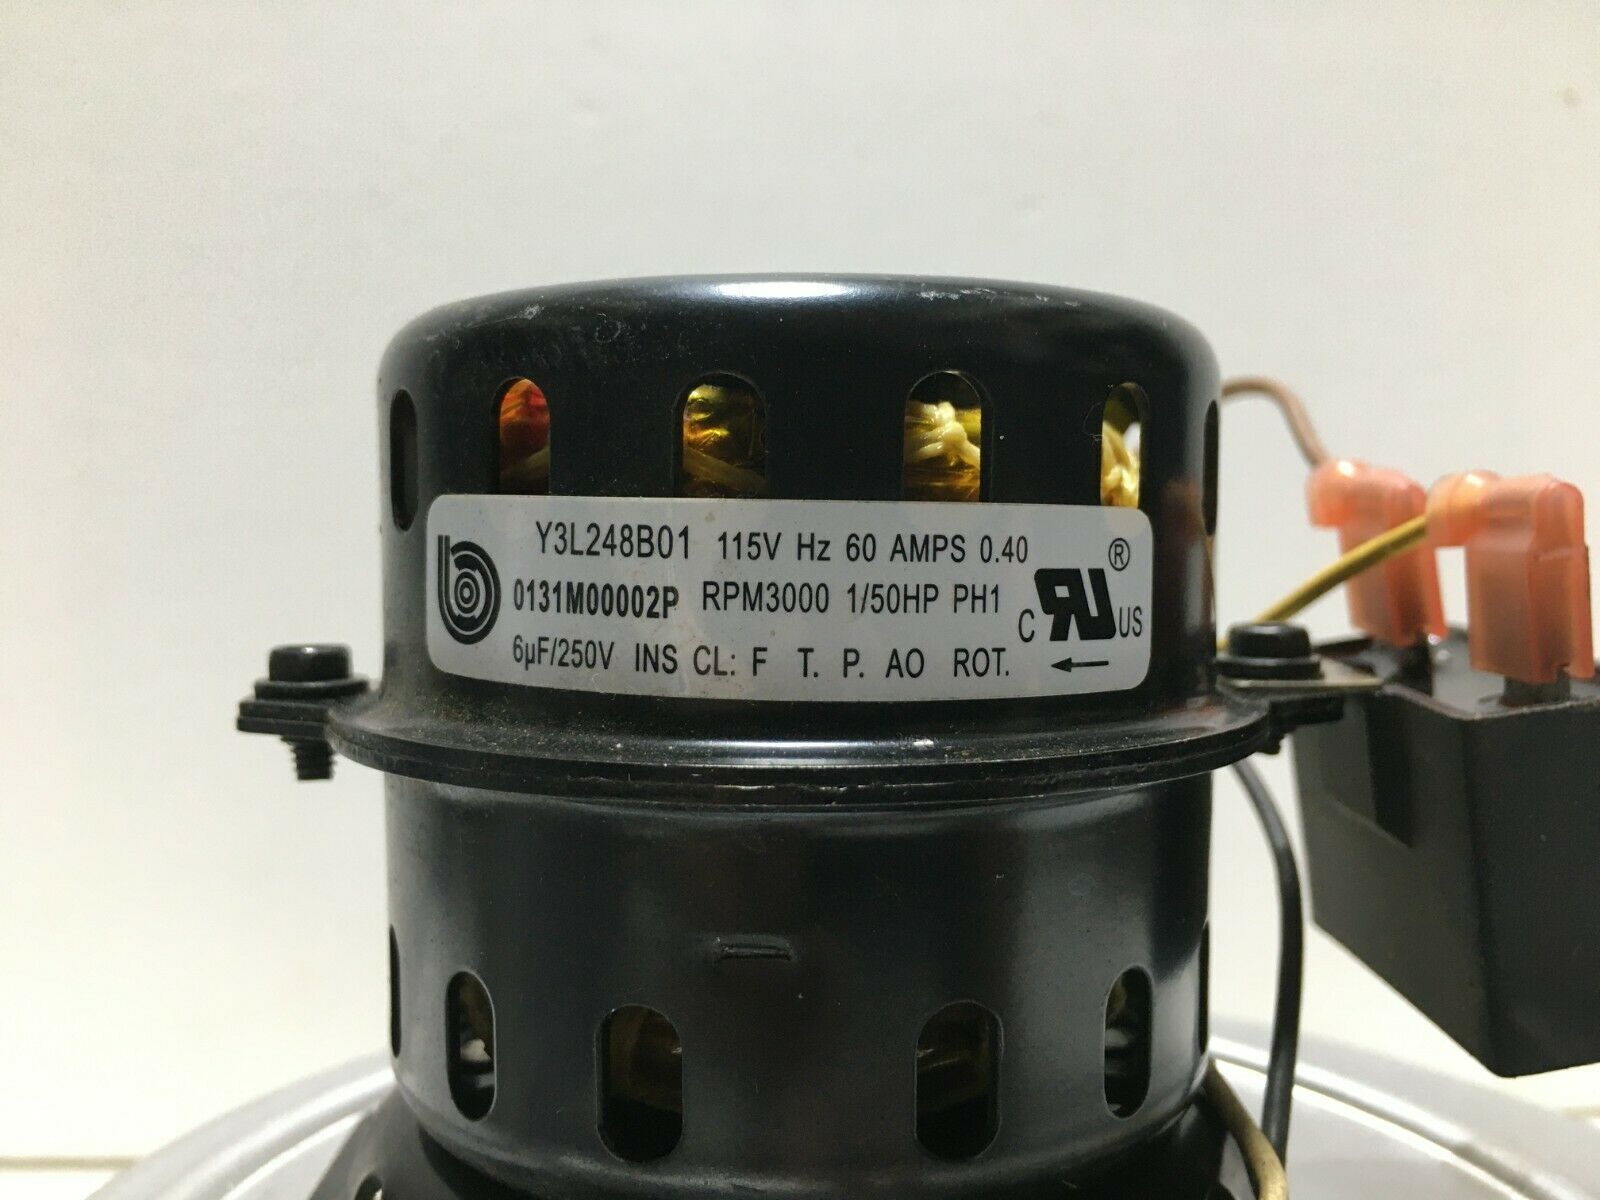 Y3L248B01 115V Hz 60 AMPS 0.40
0131M00002P RPM3000 1/50HP PH1
6µF/250V INS CL: F T. P. AO ROT.
®
C RU US